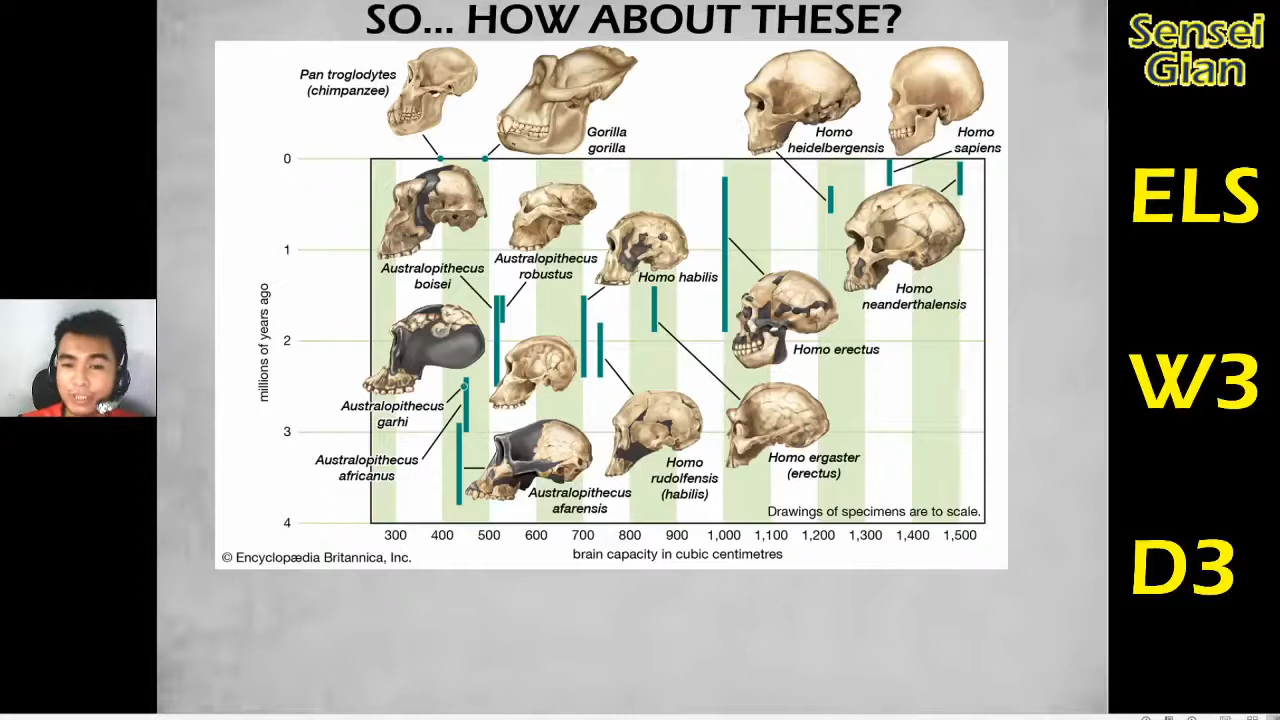 SO... HOW ABOUT THESE?
Sensei
Gian
ELS
W3
D3
Pan troglodytes
(chimpanzee)
Gorilla
gorilla
Homo
heidelbergensis
Homo
sapiens
0
Australopithecus
boisei
Australopithecus
robustus
Homo habilis
Homo
neanderthalensis
1
millions of years ago
2
Homo erectus
Australopithecus
garhi
3
Australopithecus
africanus
Australopithecus
afarensis
Homo
rudolfensis
(habilis)
Homo ergaster
(erectus)
Drawings of specimens are to scale.
4
300 400 500 600 700 800 900 1,000 1,100 1,200 1,300 1,400 1,500
brain capacity in cubic centimetres
© Encyclopædia Britannica, Inc.